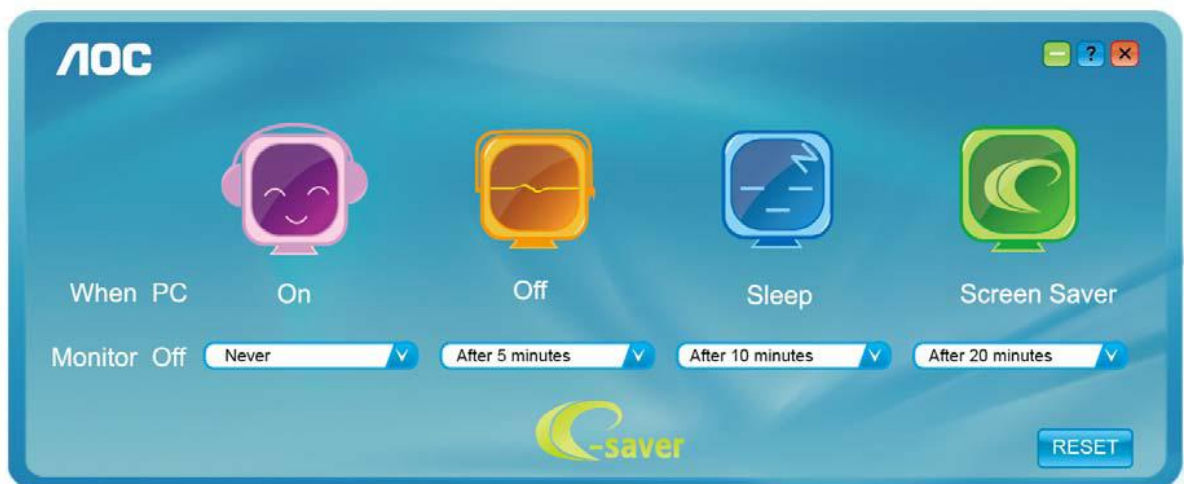 AOC
?
When PC On Off Sleep Screen Saver
Monitor Off Never After 5 minutes After 10 minutes After 20 minutes
e-saver
RESET